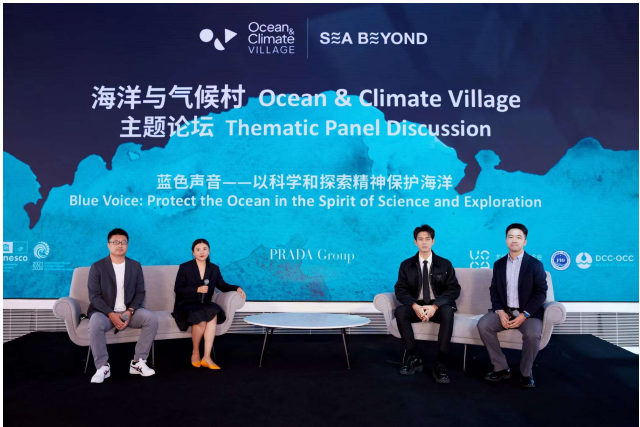 Ocean&
Climate
VILLAGE
SEA BEYOND
海洋与气候村 Ocean & Climate Village
主题论坛 Thematic Panel Discussion
蓝色声音——以科学和探索精神保护海洋
Blue Voice: Protect the Ocean in the Spirit of Science and Exploration
unesco
PRADA Group
FIO
DCC-OCC